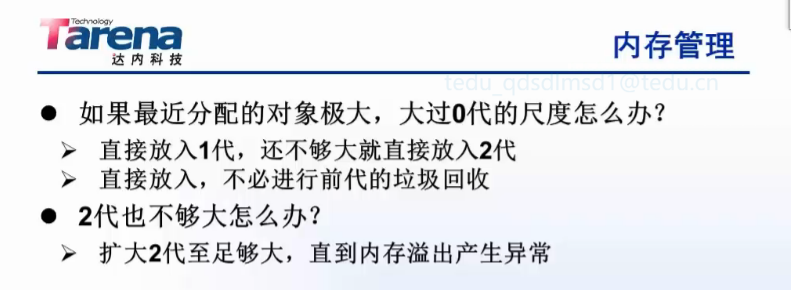 Technology
Tarena
达内科技
内存管理
tedu_qdsdlmsd1@tedu.cn
● 如果最近分配的对象极大，大过0代的尺度怎么办？
➢ 直接放入1代，还不够大就直接放入2代
➢ 直接放入，不必进行前代的垃圾回收
● 2代也不够大怎么办？
➢ 扩大2代至足够大，直到内存溢出产生异常